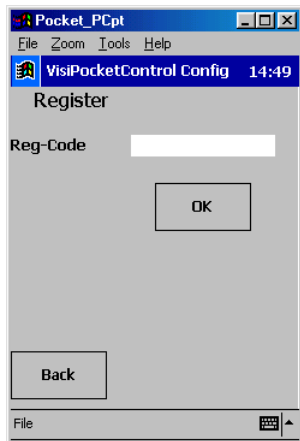 Pocket_PCpt
File Zoom Tools Help
VisiPocketControl Config 14:49
Register
Reg-Code
OK
Back
File